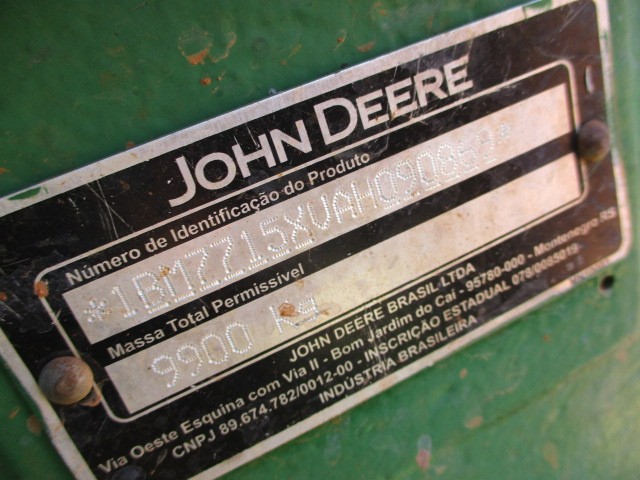 JOHN DEERE
Número de Identificação do Produto
*1BM7715XVAH090862*
Massa Total Permissível
9900 kg
JOHN DEERE BRASIL LTDA
Via Oeste Esquina com Via II - Bom Jardim do Caí - 95780-000 - Montenegro RS
CNPJ 89.674.782/0012-00 - INSCRIÇÃO ESTADUAL 078/0085019-
INDÚSTRIA BRASILEIRA